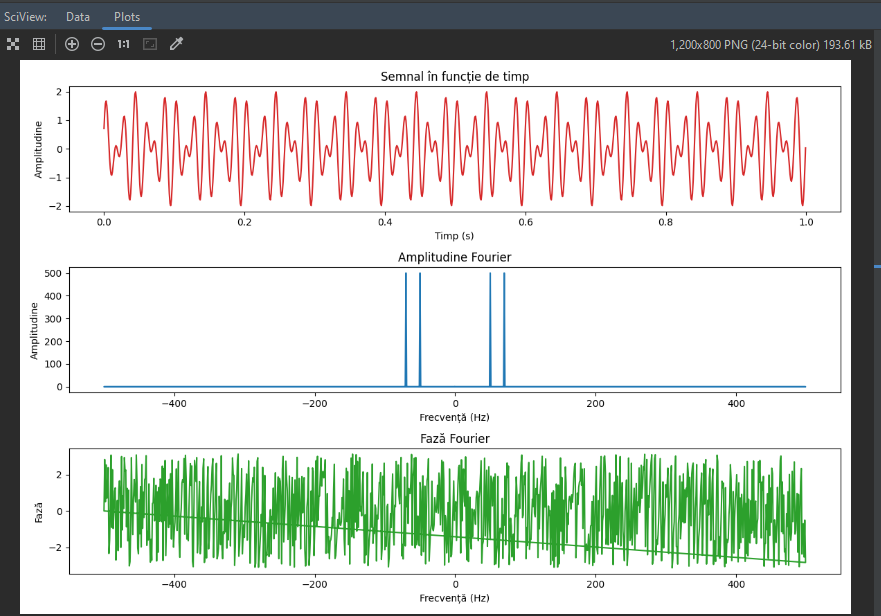 SciView: Data Plots
1:1 1,200x800 PNG (24-bit color) 193.61 kB
Semnal în funcție de timp
Amplitudine
2
1
0
−1
−2
0.0 0.2 0.4 0.6 0.8 1.0
Timp (s)
Amplitudine Fourier
Amplitudine
500
400
300
200
100
0
−400 −200 0 200 400
Frecvență (Hz)
Fază Fourier
Fază
2
0
−2
−400 −200 0 200 400
Frecvență (Hz)